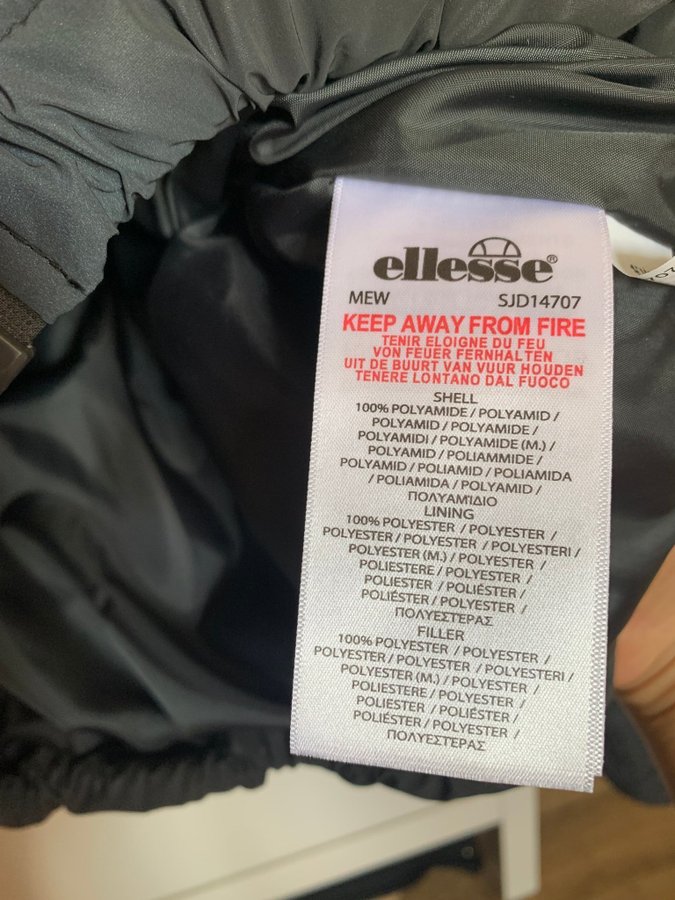 ellesse®
MEW SJD14707
KEEP AWAY FROM FIRE
TENIR ELOIGNE DU FEU
VON FEUER FERNHALTEN
UIT DE BUURT VAN VUUR HOUDEN
TENERE LONTANO DAL FUOCO
SHELL
100% POLYAMIDE / POLYAMID /
POLYAMID / POLYAMIDE /
POLYAMIDI / POLYAMIDE (M.) /
POLYAMID / POLIAMMIDE /
POLYAMID / POLIAMID / POLIAMIDA
/ POLIAMIDA / POLYAMID /
ΠΟΛΥΑΜΊΔΙΟ
LINING
100% POLYESTER / POLYESTER /
POLYESTER / POLYESTER / POLYESTERI /
POLYESTER (M.) / POLYESTER /
POLIESTERE / POLYESTER /
POLIESTER / POLIÉSTER /
POLIÉSTER / POLYESTER /
ΠΟΛΥΕΣΤΕΡΑΣ
FILLER
100% POLYESTER / POLYESTER /
POLYESTER / POLYESTER / POLYESTERI /
POLYESTER (M.) / POLYESTER /
POLIESTERE / POLYESTER /
POLIESTER / POLIÉSTER /
POLIÉSTER / POLYESTER /
ΠΟΛΥΕΣΤΕΡΑΣ